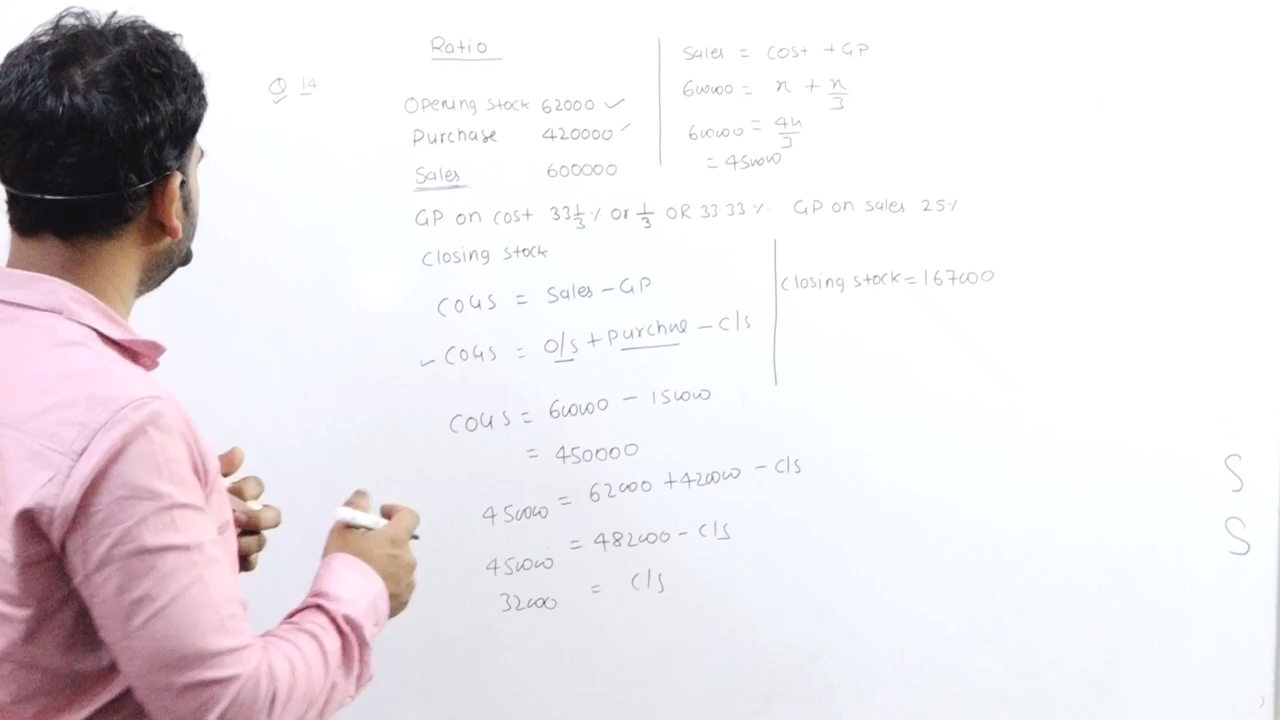 Ratio
Q 14
Opening stock 62000 ✓
Purchase 420000 ✓
Sales 600000
Sales = cost + GP
600000 = x + x/3
600000 = 4x/3
= 450000
GP on cost 33 1/3 % or 1/3 OR 33.33 %. GP on sales 25%
Closing stock
COGS = Sales - GP
✓ COGS = O/S + Purchase - C/S
Closing stock = 167000
COGS = 600000 - 150000
= 450000
450000 = 62000 + 420000 - C/S
450000 = 482000 - C/S
32000 = C/S
S
S